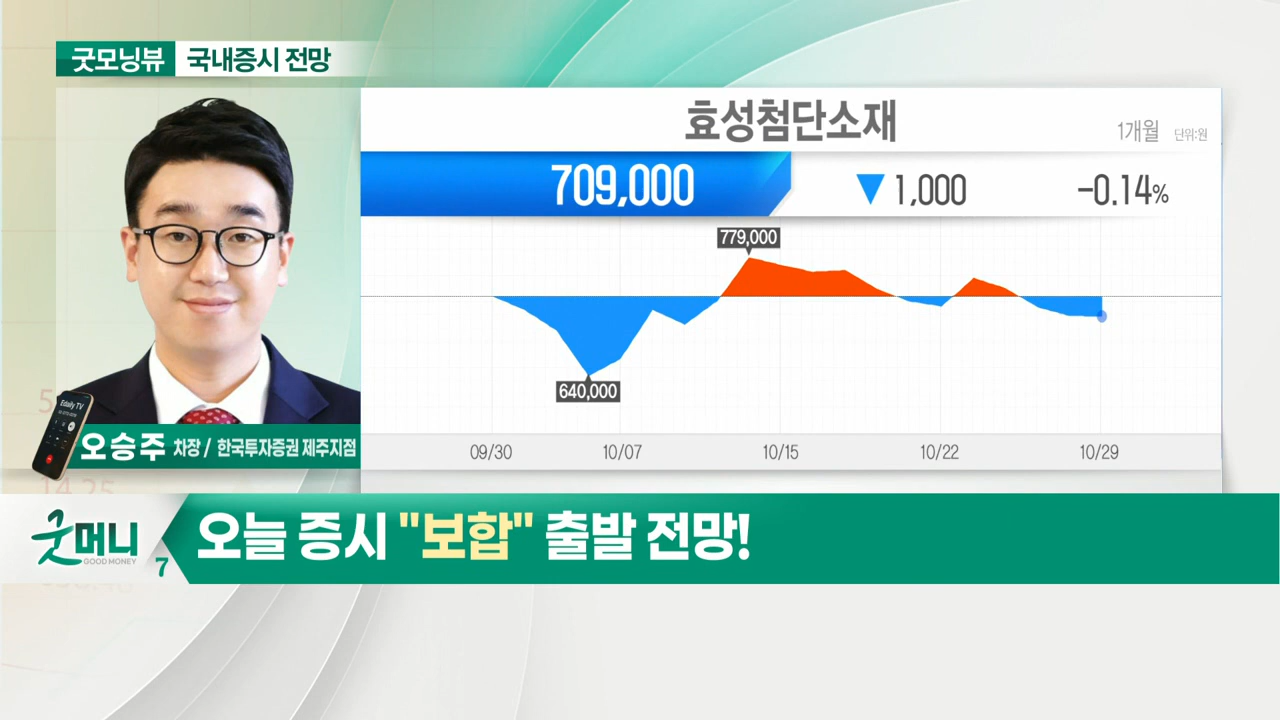 굿모닝뷰 국내증시 전망
효성첨단소재
1개월 단위:원
709,000 ▼ 1,000 -0.14%
779,000
640,000
09/30 10/07 10/15 10/22 10/29
Edaily TV
오승주 차장 / 한국투자증권 제주지점
14.25
굿머니
GOOD MONEY
7
오늘 증시 "보합" 출발 전망!